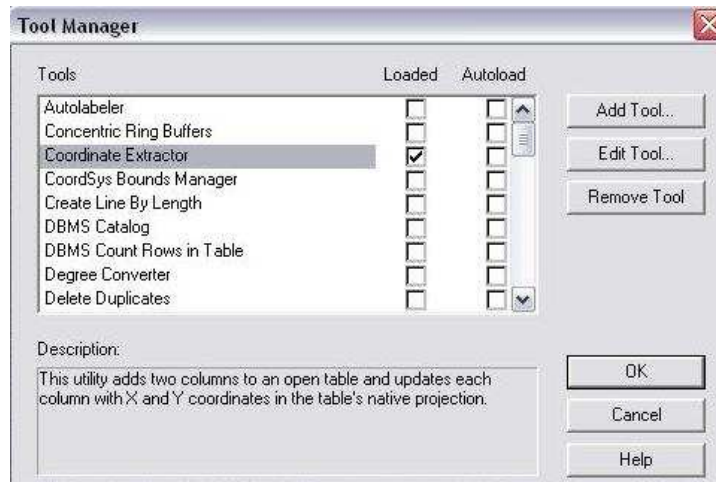 Tool Manager
Tools Loaded Autoload
Autolabeler
Concentric Ring Buffers
Coordinate Extractor
CoordSys Bounds Manager
Create Line By Length
DBMS Catalog
DBMS Count Rows in Table
Degree Converter
Delete Duplicates
Add Tool...
Edit Tool...
Remove Tool
Description:
This utility adds two columns to an open table and updates each
column with X and Y coordinates in the table's native projection.
OK
Cancel
Help